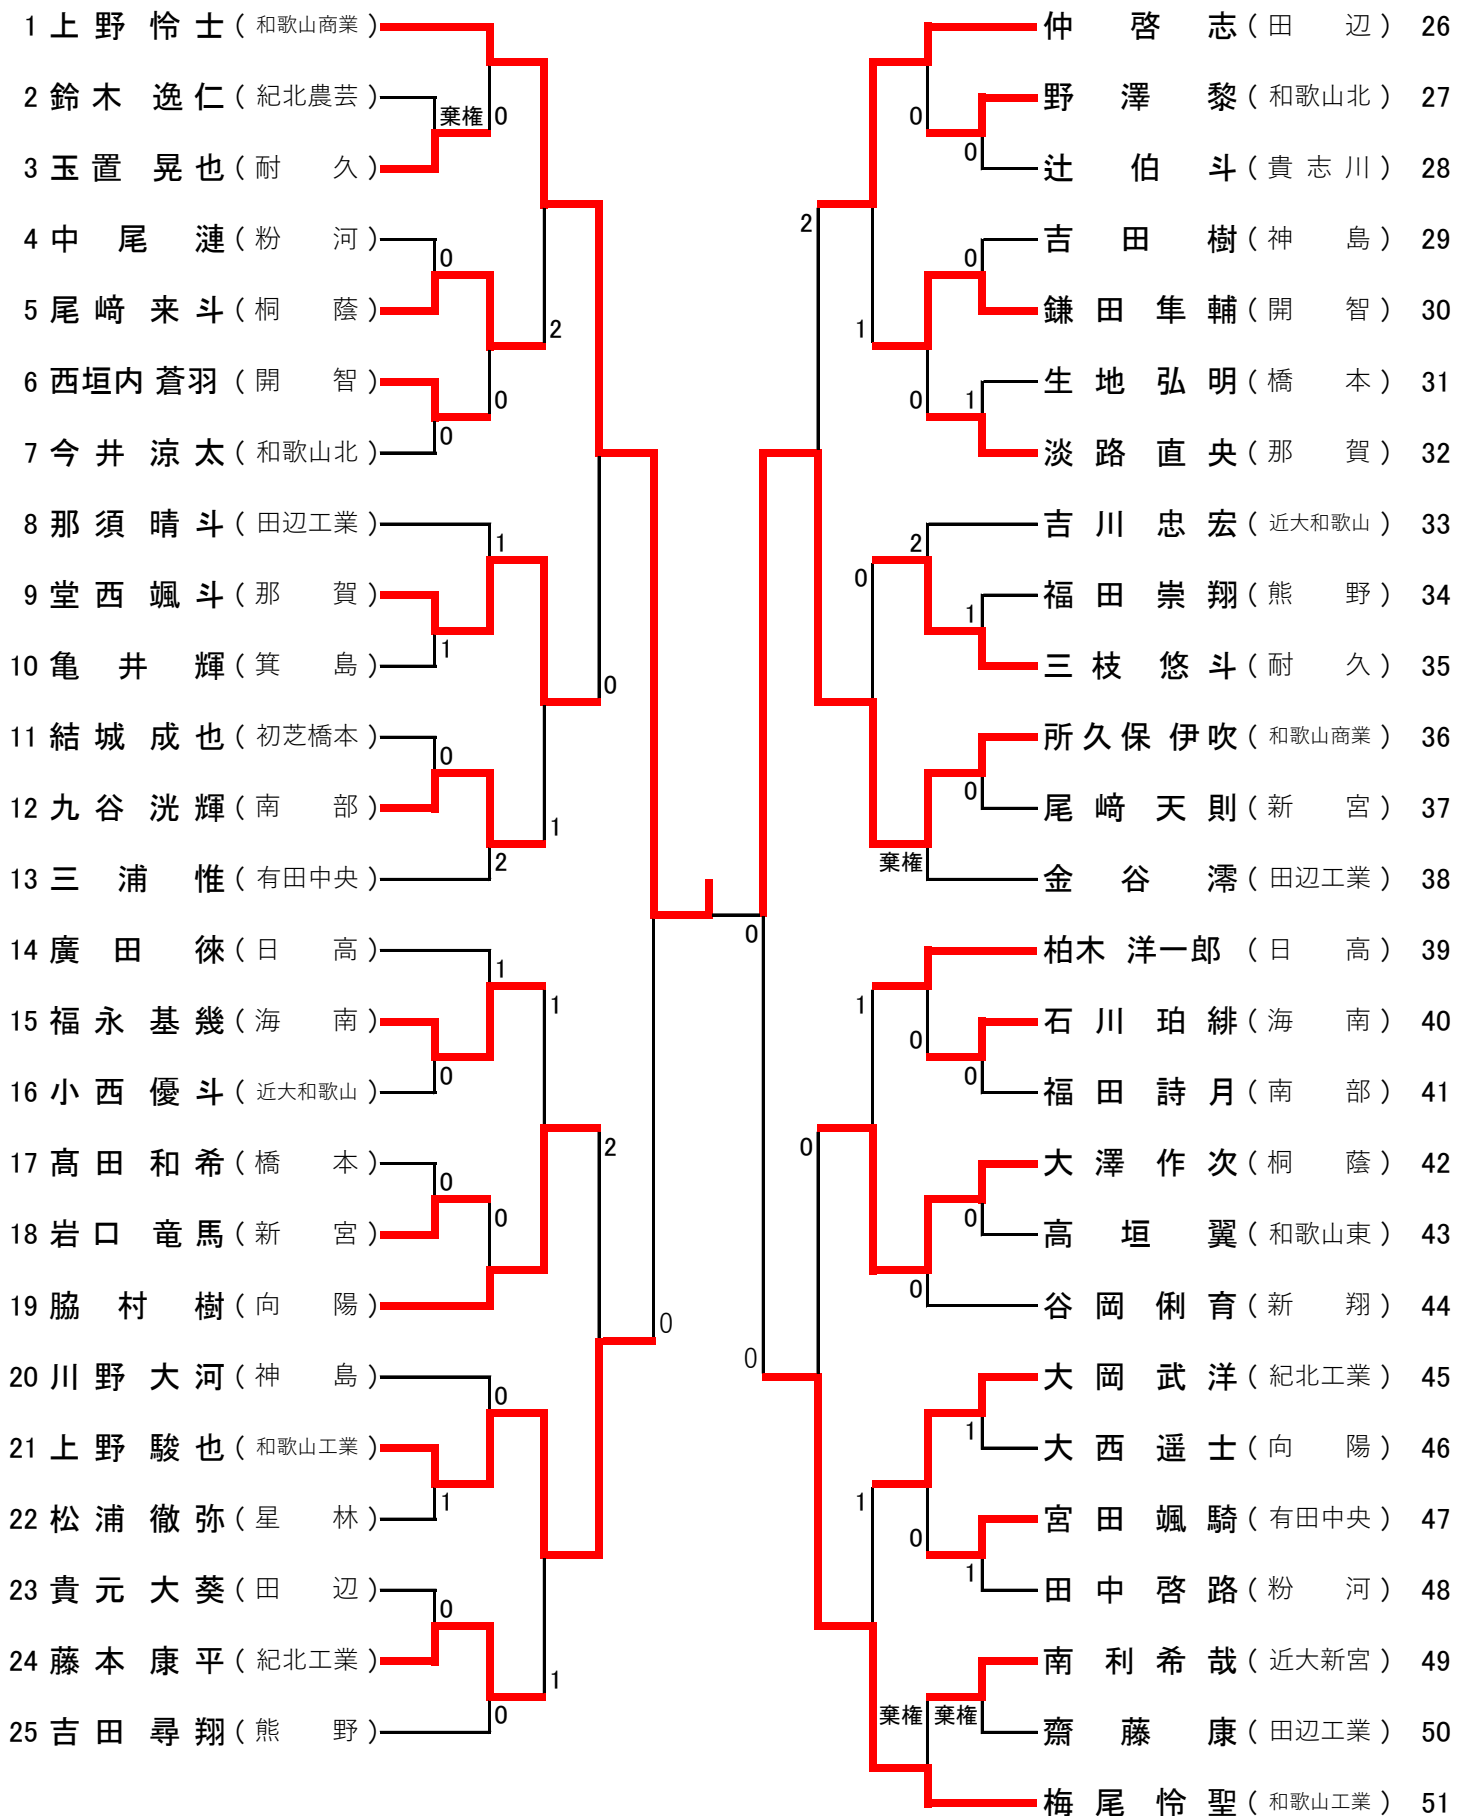 1 上野 怜士 ( 和歌山商業 )
2 鈴木 逸仁 ( 紀北農芸 )
棄権 0
3 玉置 晃也 ( 耐久 )
4 中尾 漣 ( 粉河 )
0
5 尾﨑 来斗 ( 桐蔭 )
2
6 西垣内 蒼羽 ( 開智 )
0
0
7 今井 涼太 ( 和歌山北 )
8 那須 晴斗 ( 田辺工業 )
1
9 堂西 颯斗 ( 那賀 )
1
10 亀井 輝 ( 箕島 )
0
11 結城 成也 ( 初芝橋本 )
0
12 九谷 洸輝 ( 南部 )
1
2
13 三浦 惟 ( 有田中央 )
14 廣田 徠 ( 日高 )
1
1
15 福永 基幾 ( 海南 )
0
16 小西 優斗 ( 近大和歌山 )
2
17 髙田 和希 ( 橋本 )
0
0
18 岩口 竜馬 ( 新宮 )
19 脇村 樹 ( 向陽 )
0
20 川野 大河 ( 神島 )
0
21 上野 駿也 ( 和歌山工業 )
1
22 松浦 徹弥 ( 星林 )
23 貴元 大葵 ( 田辺 )
0
24 藤本 康平 ( 紀北工業 )
1
0
25 吉田 尋翔 ( 熊野 )
0
仲 啓志 ( 田辺 ) 26
野澤 黎 ( 和歌山北 ) 27
0
0
辻 伯斗 ( 貴志川 ) 28
2
吉田 樹 ( 神島 ) 29
0
鎌田 隼輔 ( 開智 ) 30
1
生地 弘明 ( 橋本 ) 31
0 1
淡路 直央 ( 那賀 ) 32
吉川 忠宏 ( 近大和歌山 ) 33
2
0
福田 崇翔 ( 熊野 ) 34
1
三枝 悠斗 ( 耐久 ) 35
所久保 伊吹 ( 和歌山商業 ) 36
0
尾﨑 天則 ( 新宮 ) 37
棄権
金谷 澪 ( 田辺工業 ) 38
柏木 洋一郎 ( 日高 ) 39
1
石川 珀緋 ( 海南 ) 40
0
0
福田 詩月 ( 南部 ) 41
0
大澤 作次 ( 桐蔭 ) 42
0
高垣 翼 ( 和歌山東 ) 43
0
谷岡 俐育 ( 新翔 ) 44
0
大岡 武洋 ( 紀北工業 ) 45
1
大西 遥士 ( 向陽 ) 46
1
宮田 颯騎 ( 有田中央 ) 47
0
1
田中 啓路 ( 粉河 ) 48
南 利希哉 ( 近大新宮 ) 49
棄権 棄権
齋藤 康 ( 田辺工業 ) 50
梅尾 怜聖 ( 和歌山工業 ) 51